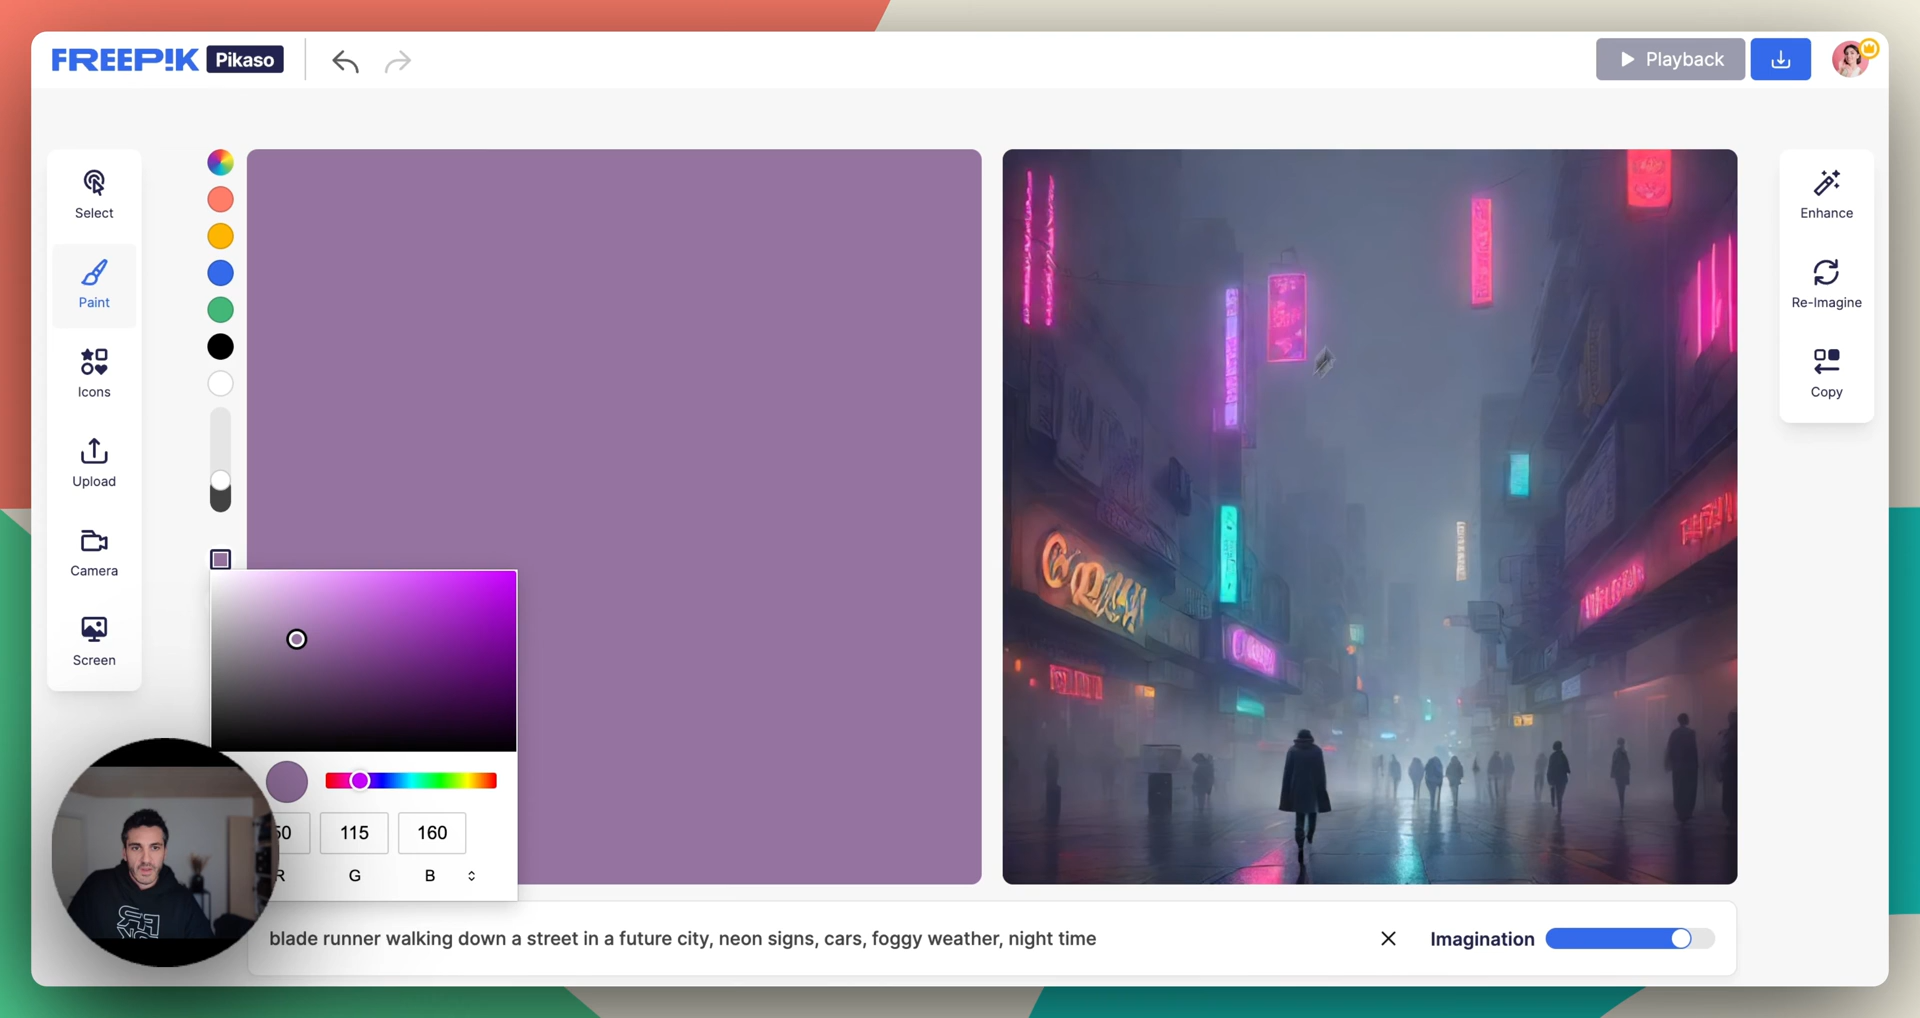 FREEP!K Pikaso
Playback
Select
Enhance
Paint
Re-Imagine
Icons
Copy
Upload
Camera
Screen
115
160
R
G
B
blade runner walking down a street in a future city, neon signs, cars, foggy weather, night time
Imagination